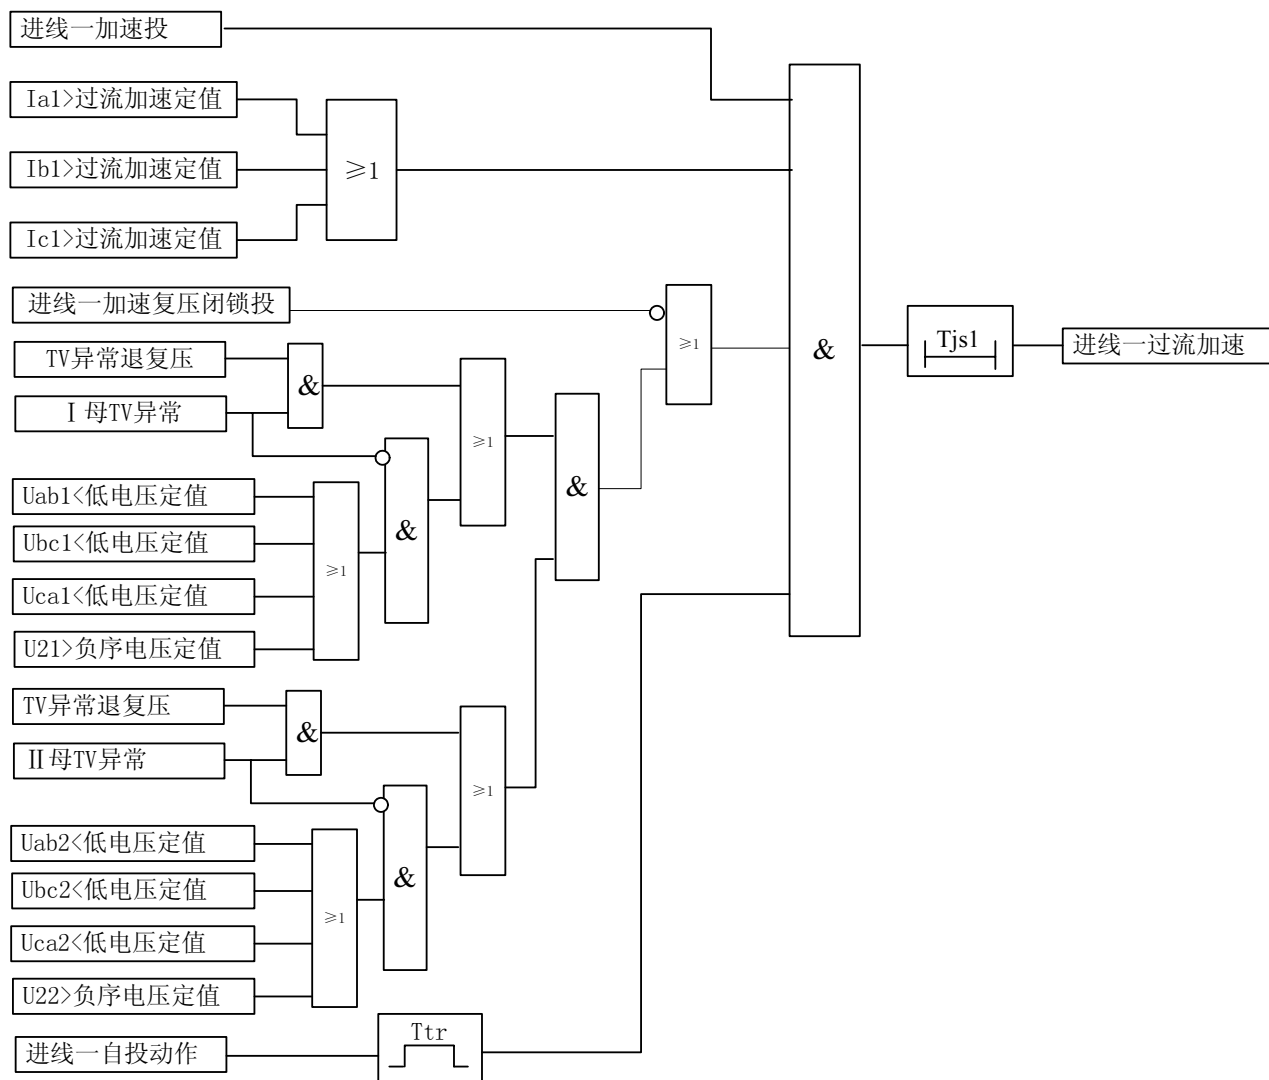 进线一加速投
Ia1>过流加速定值
Ib1>过流加速定值
≥1
Ic1>过流加速定值
进线一加速复压闭锁投
≥1
&
Tjs1
进线一过流加速
TV异常退复压
&
Ⅰ母TV异常
≥1
&
Uab1<低电压定值
&
Ubc1<低电压定值
≥1
Uca1<低电压定值
U21>负序电压定值
TV异常退复压
&
Ⅱ母TV异常
≥1
Uab2<低电压定值
&
Ubc2<低电压定值
≥1
Uca2<低电压定值
U22>负序电压定值
Ttr
进线一自投动作